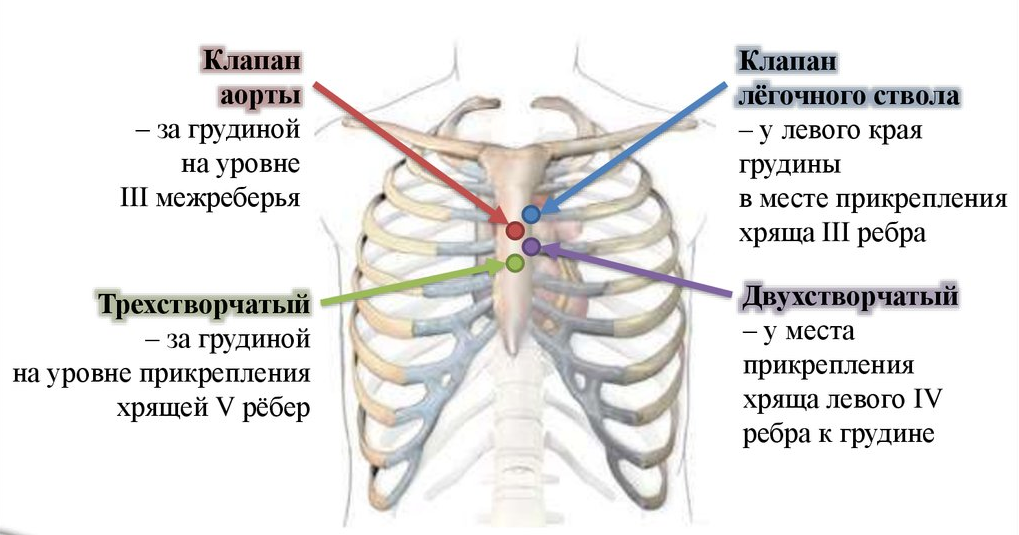 Клапан
аорты
– за грудиной
на уровне
III межреберья
Клапан
лёгочного ствола
– у левого края
грудины
в месте прикрепления
хряща III ребра
Трехстворчатый
– за грудиной
на уровне прикрепления
хрящей V рёбер
Двухстворчатый
– у места
прикрепления
хряща левого IV
ребра к грудине